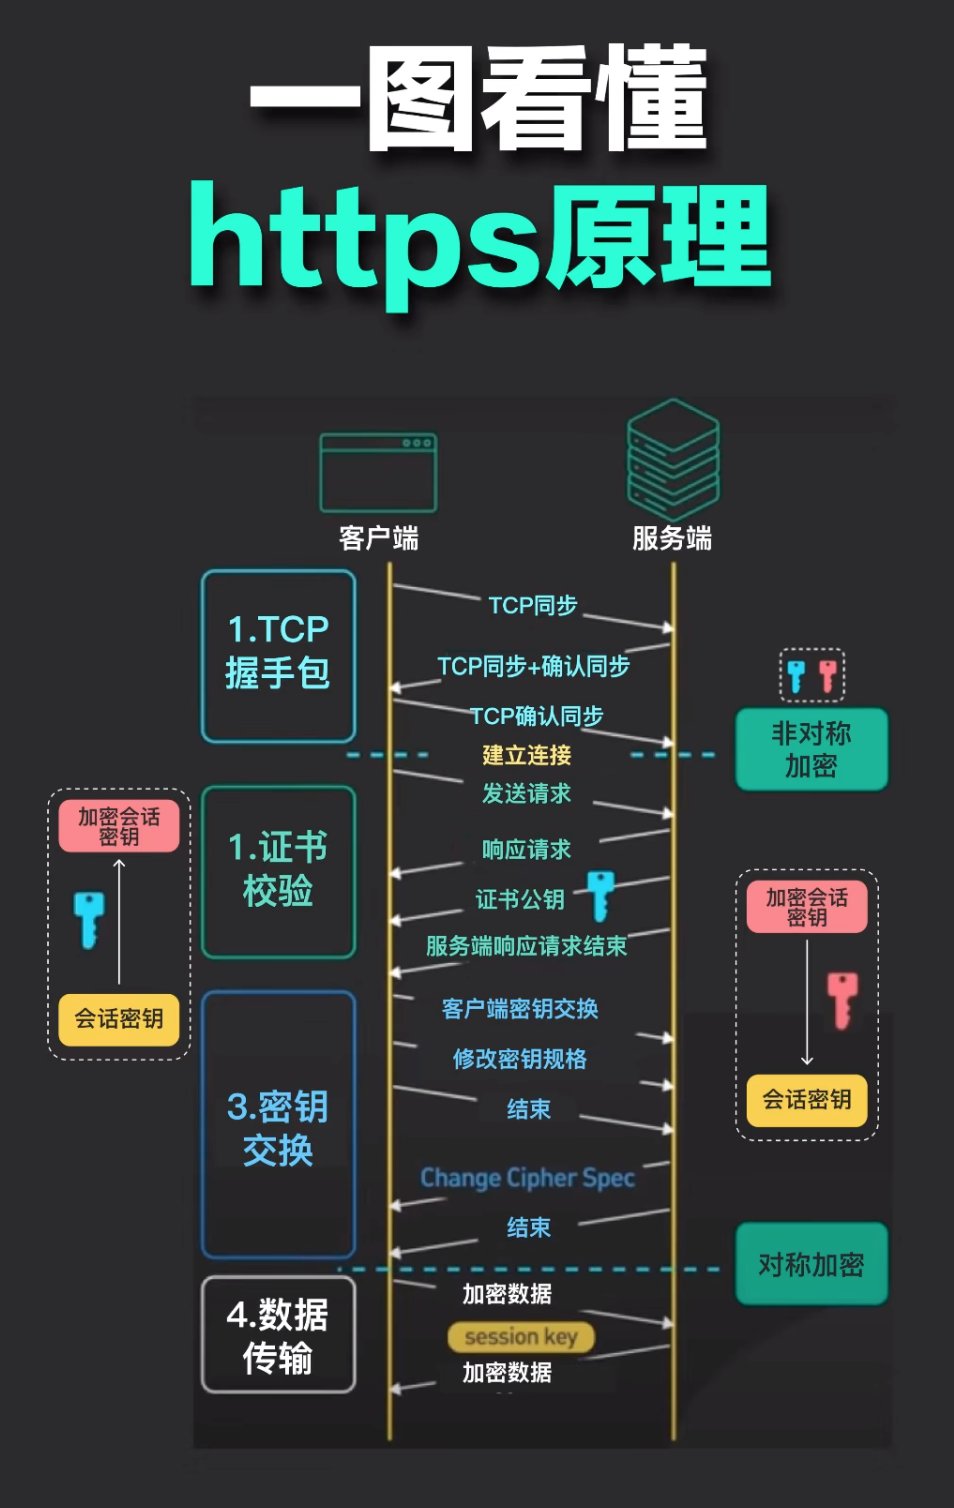 一图看懂
https原理
客户端
服务端
1.TCP
握手包
TCP同步
TCP同步+确认同步
TCP确认同步
建立连接
非对称
加密
1.证书
校验
发送请求
响应请求
证书公钥
服务端响应请求结束
加密会话
密钥
会话密钥
加密会话
密钥
会话密钥
3.密钥
交换
客户端密钥交换
修改密钥规格
结束
Change Cipher Spec
结束
对称加密
4.数据
传输
加密数据
session key
加密数据